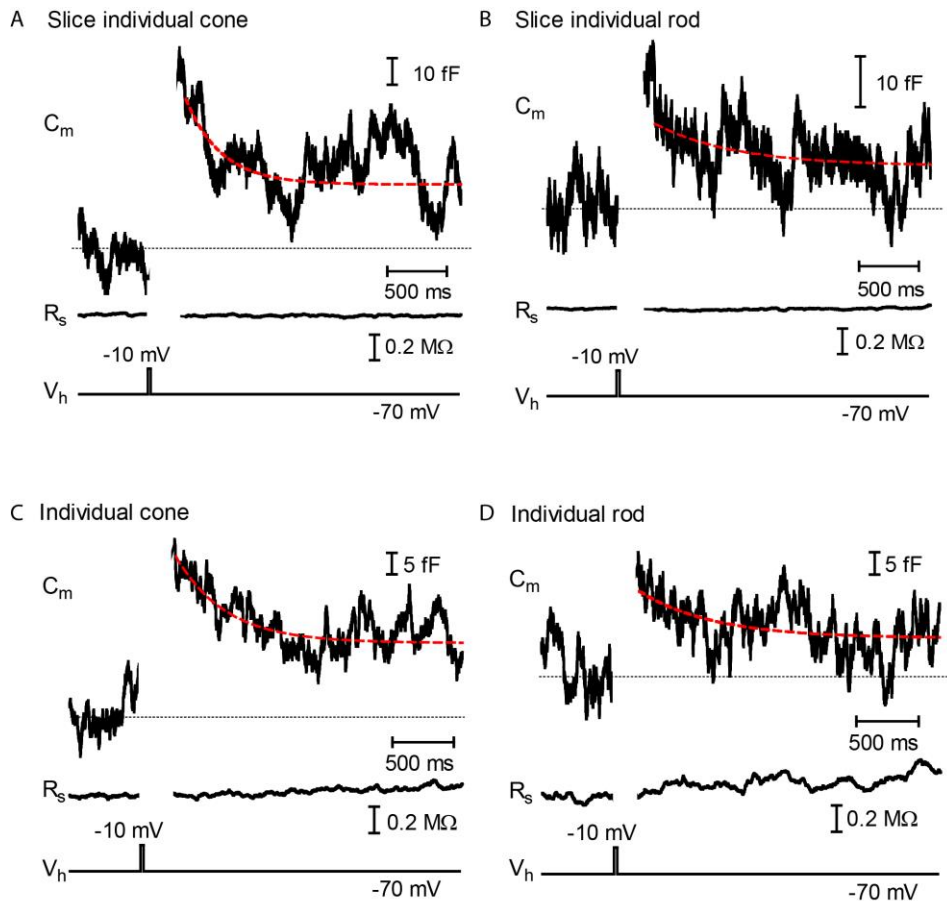 A Slice individual cone
10 fF
Cm
500 ms
Rs
0.2 MΩ
-10 mV
Vh
-70 mV
B Slice individual rod
10 fF
Cm
500 ms
Rs
0.2 MΩ
-10 mV
Vh
-70 mV
C Individual cone
5 fF
Cm
500 ms
Rs
0.2 MΩ
-10 mV
Vh
-70 mV
D Individual rod
5 fF
Cm
500 ms
Rs
0.2 MΩ
-10 mV
Vh
-70 mV